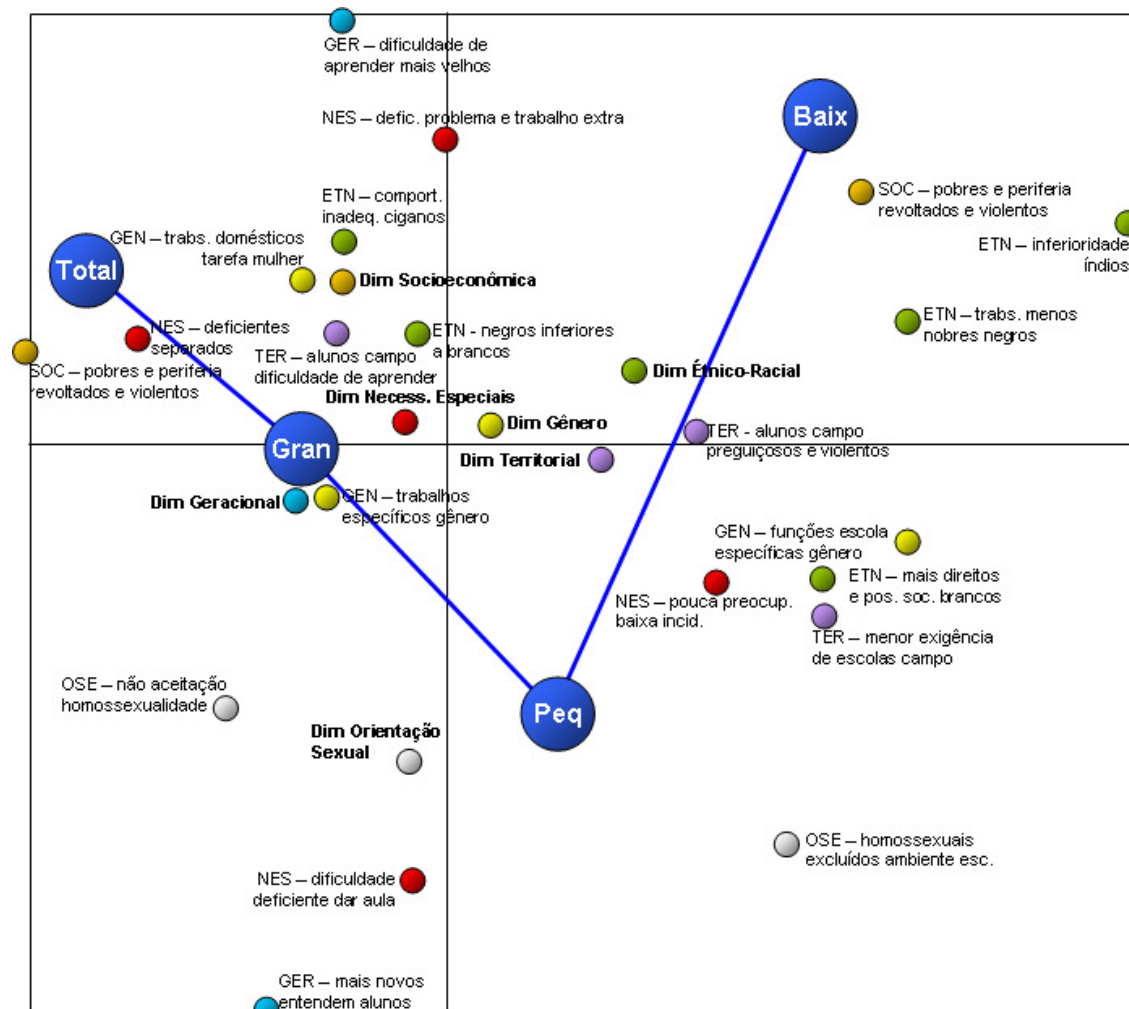 GER – dificuldade de
aprender mais velhos
NES – defic. problema e trabalho extra
Baix
ETN – comport.
inadeq. ciganos
SOC – pobres e periferia
revoltados e violentos
GEN – trabs. domésticos
tarefa mulher
ETN – inferioridade
índios
Total
Dim Socioeconômica
NES – deficientes
separados
ETN - negros inferiores
a brancos
ETN – trabs. menos
nobres negros
SOC – pobres e periferia
revoltados e violentos
TER – alunos campo
dificuldade de aprender
Dim Étnico-Racial
Dim Necess. Especiais
Dim Gênero
Gran
Dim Territorial
TER - alunos campo
preguiçosos e violentos
Dim Geracional
GEN – trabalhos
específicos gênero
GEN – funções escola
específicas gênero
ETN – mais direitos
e pos. soc. brancos
NES – pouca preocup.
baixa incid.
TER – menor exigência
de escolas campo
OSE – não aceitação
homossexualidade
Peq
Dim Orientação
Sexual
OSE – homossexuais
excluídos ambiente esc.
NES – dificuldade
deficiente dar aula
GER – mais novos
entendem alunos